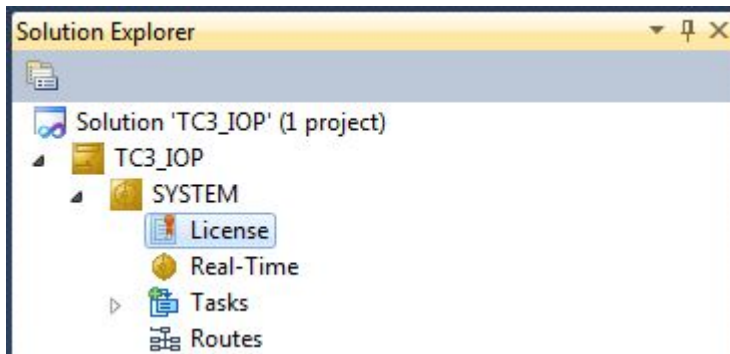 Solution Explorer
Solution 'TC3_IOP' (1 project)
TC3_IOP
SYSTEM
License
Real-Time
Tasks
Routes